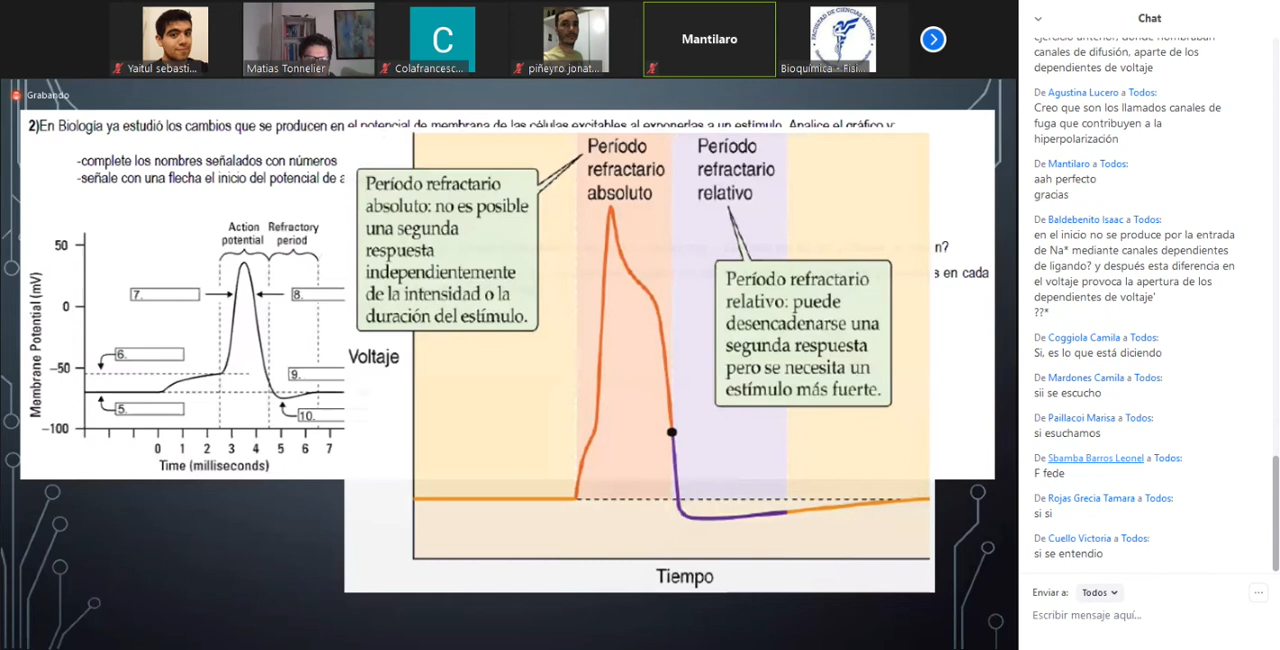 Yaitul sebasti...
Matias Tonnelier
C
Colafrancesc...
piñeyro jonat...
Mantilaro
FACULTAD DE CIENCIAS MÉDICAS
Bioquímica - Fisi...
Grabando
2)En Biología ya estudió los cambios que se producen en el potencial de membrana de las células excitables al exponerlas a un estímulo. Analice el gráfico y:
-complete los nombres señalados con números
-señale con una flecha el inicio del potencial de a
n?
s en cada
Action potential
Refractory period
50
0
-50
-100
Membrane Potential (mV)
7.
8.
6.
9.
5.
10.
0 1 2 3 4 5 6 7
Time (milliseconds)
Período
refractario
absoluto
Período
refractario
relativo
Período refractario
absoluto: no es posible
una segunda
respuesta
independientemente
de la intensidad o la
duración del estímulo.
Período refractario
relativo: puede
desencadenarse una
segunda respuesta
pero se necesita un
estímulo más fuerte.
Voltaje
Tiempo
Chat
ejercicio anterior, donde nombraban
canales de difusión, aparte de los
dependientes de voltaje
De Agustina Lucero a Todos:
Creo que son los llamados canales de
fuga que contribuyen a la
hiperpolarización
De Mantilaro a Todos:
aah perfecto
gracias
De Baldebenito Isaac a Todos:
en el inicio no se produce por la entrada
de Na* mediante canales dependientes
de ligando? y después esta diferencia en
el voltaje provoca la apertura de los
dependientes de voltaje'
??*
De Coggiola Camila a Todos:
Si, es lo que está diciendo
De Mardones Camila a Todos:
sii se escucho
De Paillacoi Marisa a Todos:
si esuchamos
De Sbamba Barros Leonel a Todos:
F fede
De Rojas Grecia Tamara a Todos:
si si
De Cuello Victoria a Todos:
si se entendio
Enviar a: Todos
...
Escribir mensaje aquí...